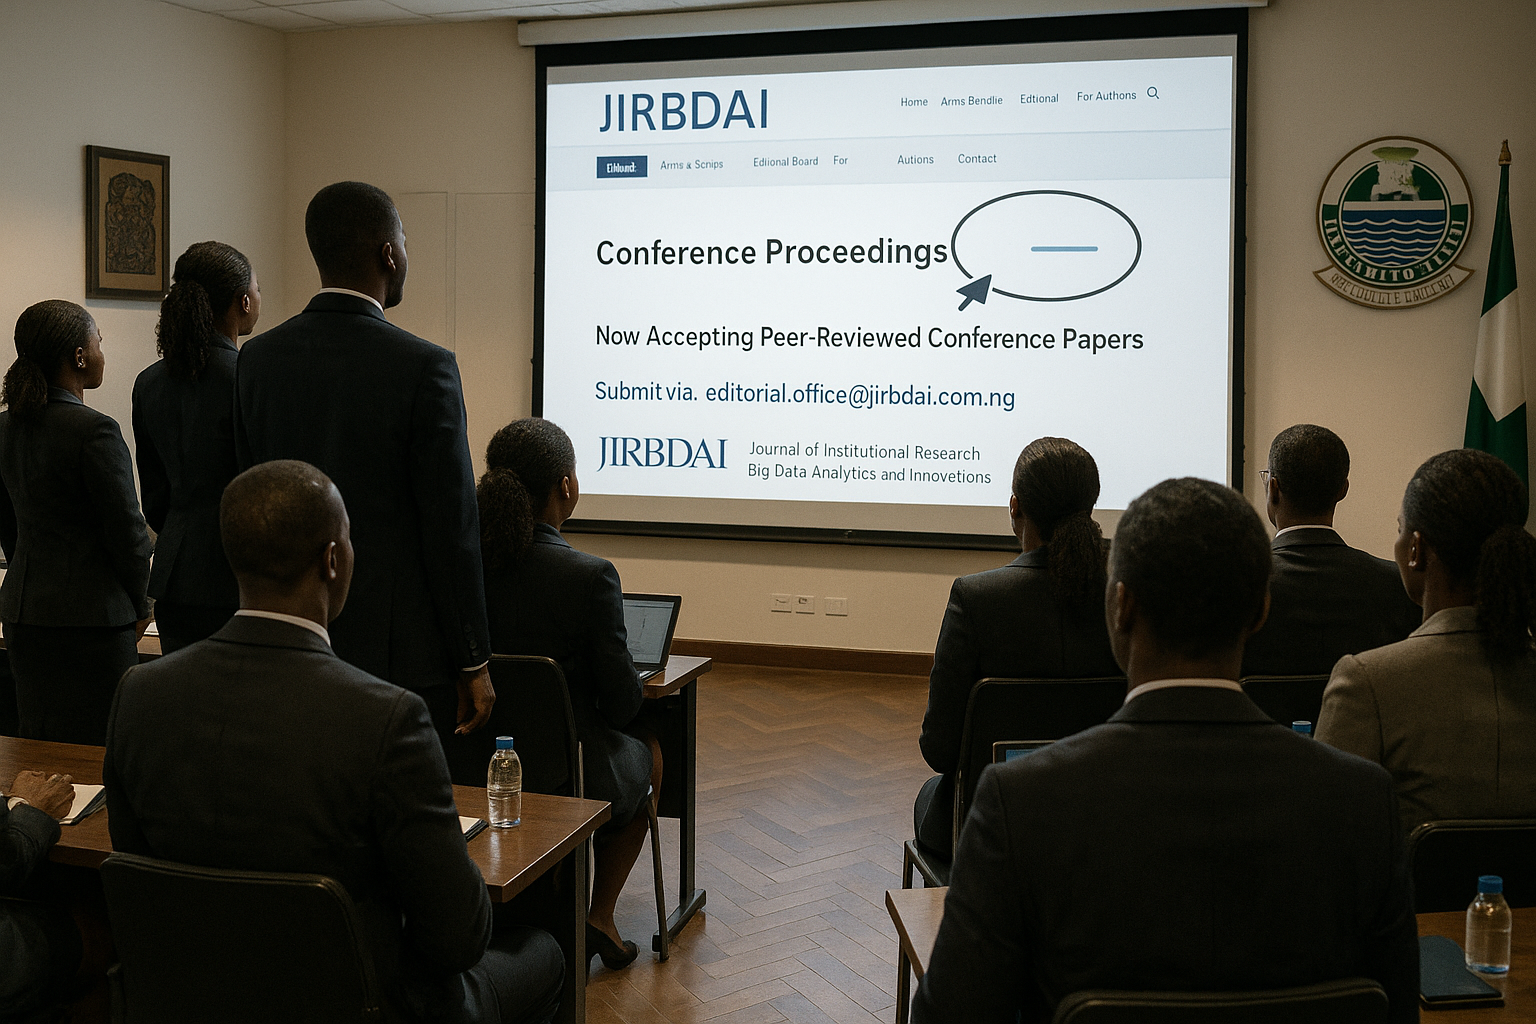 JIRBDAI
Home Arms Bendlie Edtional For Authons
Arms & Scnips Ediional Board For Autions Contact
Conference Proceedings
Now Accepting Peer-Reviewed Conference Papers
Submit via. editorial.office@jirbdai.com.ng
JIRBDAI Journal of Institutional Research
Big Data Analytics and Innovetions